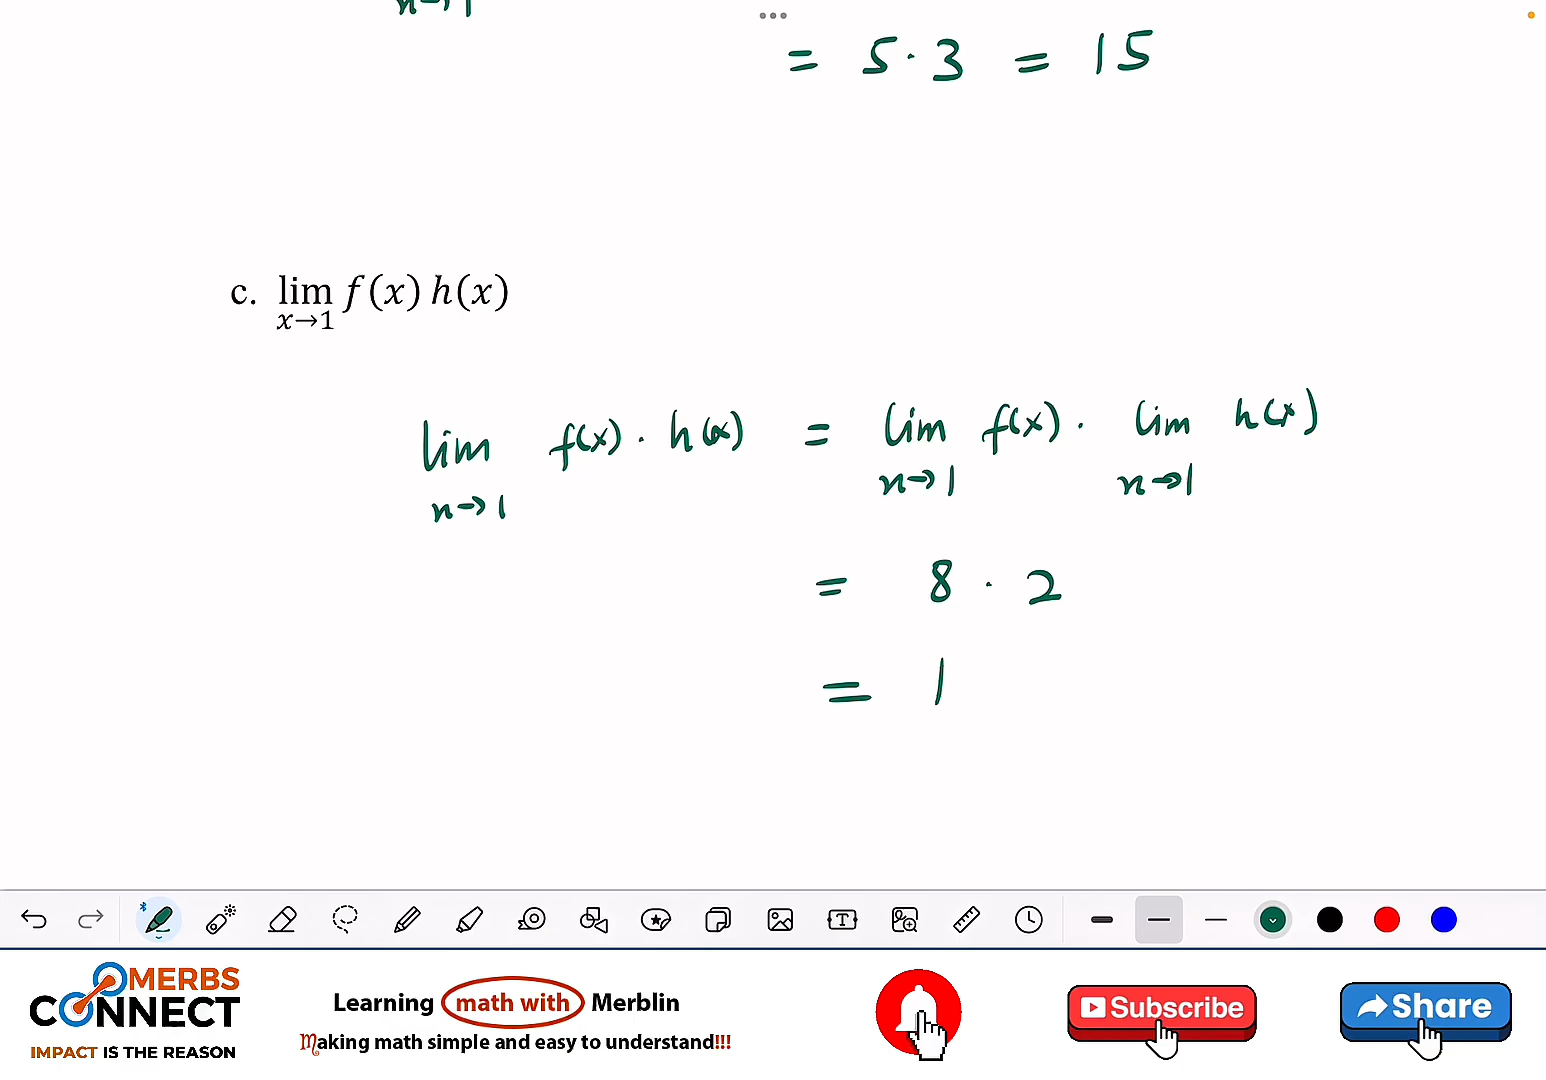 = 5 · 3 = 15
c. lim f(x) h(x)
x→1
lim f(x) · h(x) = lim f(x) · lim h(x)
x→1 x→1 x→1
= 8 · 2
= 1
T
MERBS
CONNECT
IMPACT IS THE REASON
Learning math with Merblin
Making math simple and easy to understand!!!
Subscribe
Share